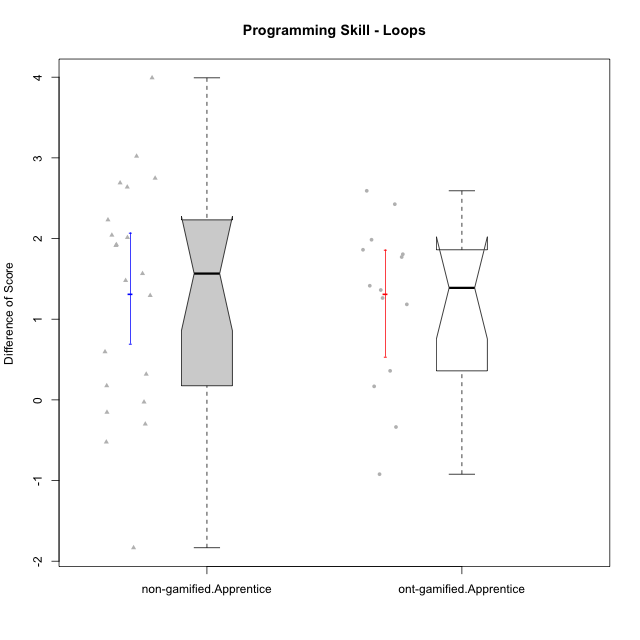 Programming Skill - Loops
Difference of Score
4
3
2
1
0
-1
-2
non-gamified.Apprentice
ont-gamified.Apprentice